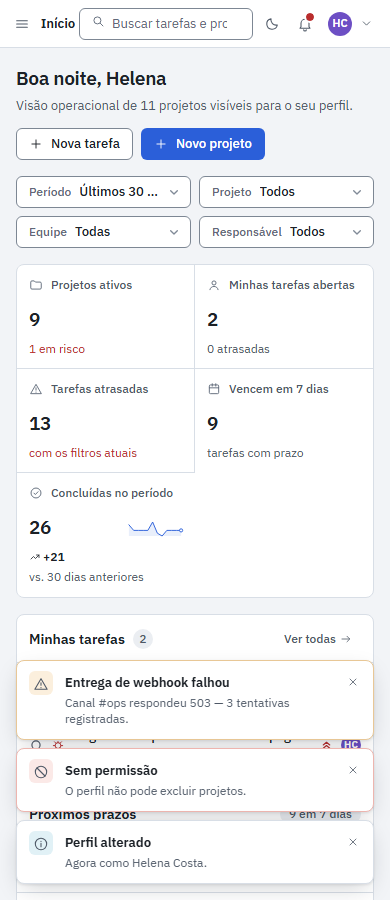 Início
Buscar tarefas e prc
HC
Boa noite, Helena
Visão operacional de 11 projetos visíveis para o seu perfil.
Nova tarefa
Novo projeto
Período Últimos 30 ...
Projeto Todos
Equipe Todas
Responsável Todos
Projetos ativos
9
1 em risco
Minhas tarefas abertas
2
0 atrasadas
Tarefas atrasadas
13
com os filtros atuais
Vencem em 7 dias
9
tarefas com prazo
Concluídas no período
26
+21
vs. 30 dias anteriores
Minhas tarefas 2
Ver todas
Entrega de webhook falhou
Canal #ops respondeu 503 — 3 tentativas
registradas.
HC
Sem permissão
O perfil não pode excluir projetos.
Próximos prazos
9 em 7 dias
Perfil alterado
Agora como Helena Costa.